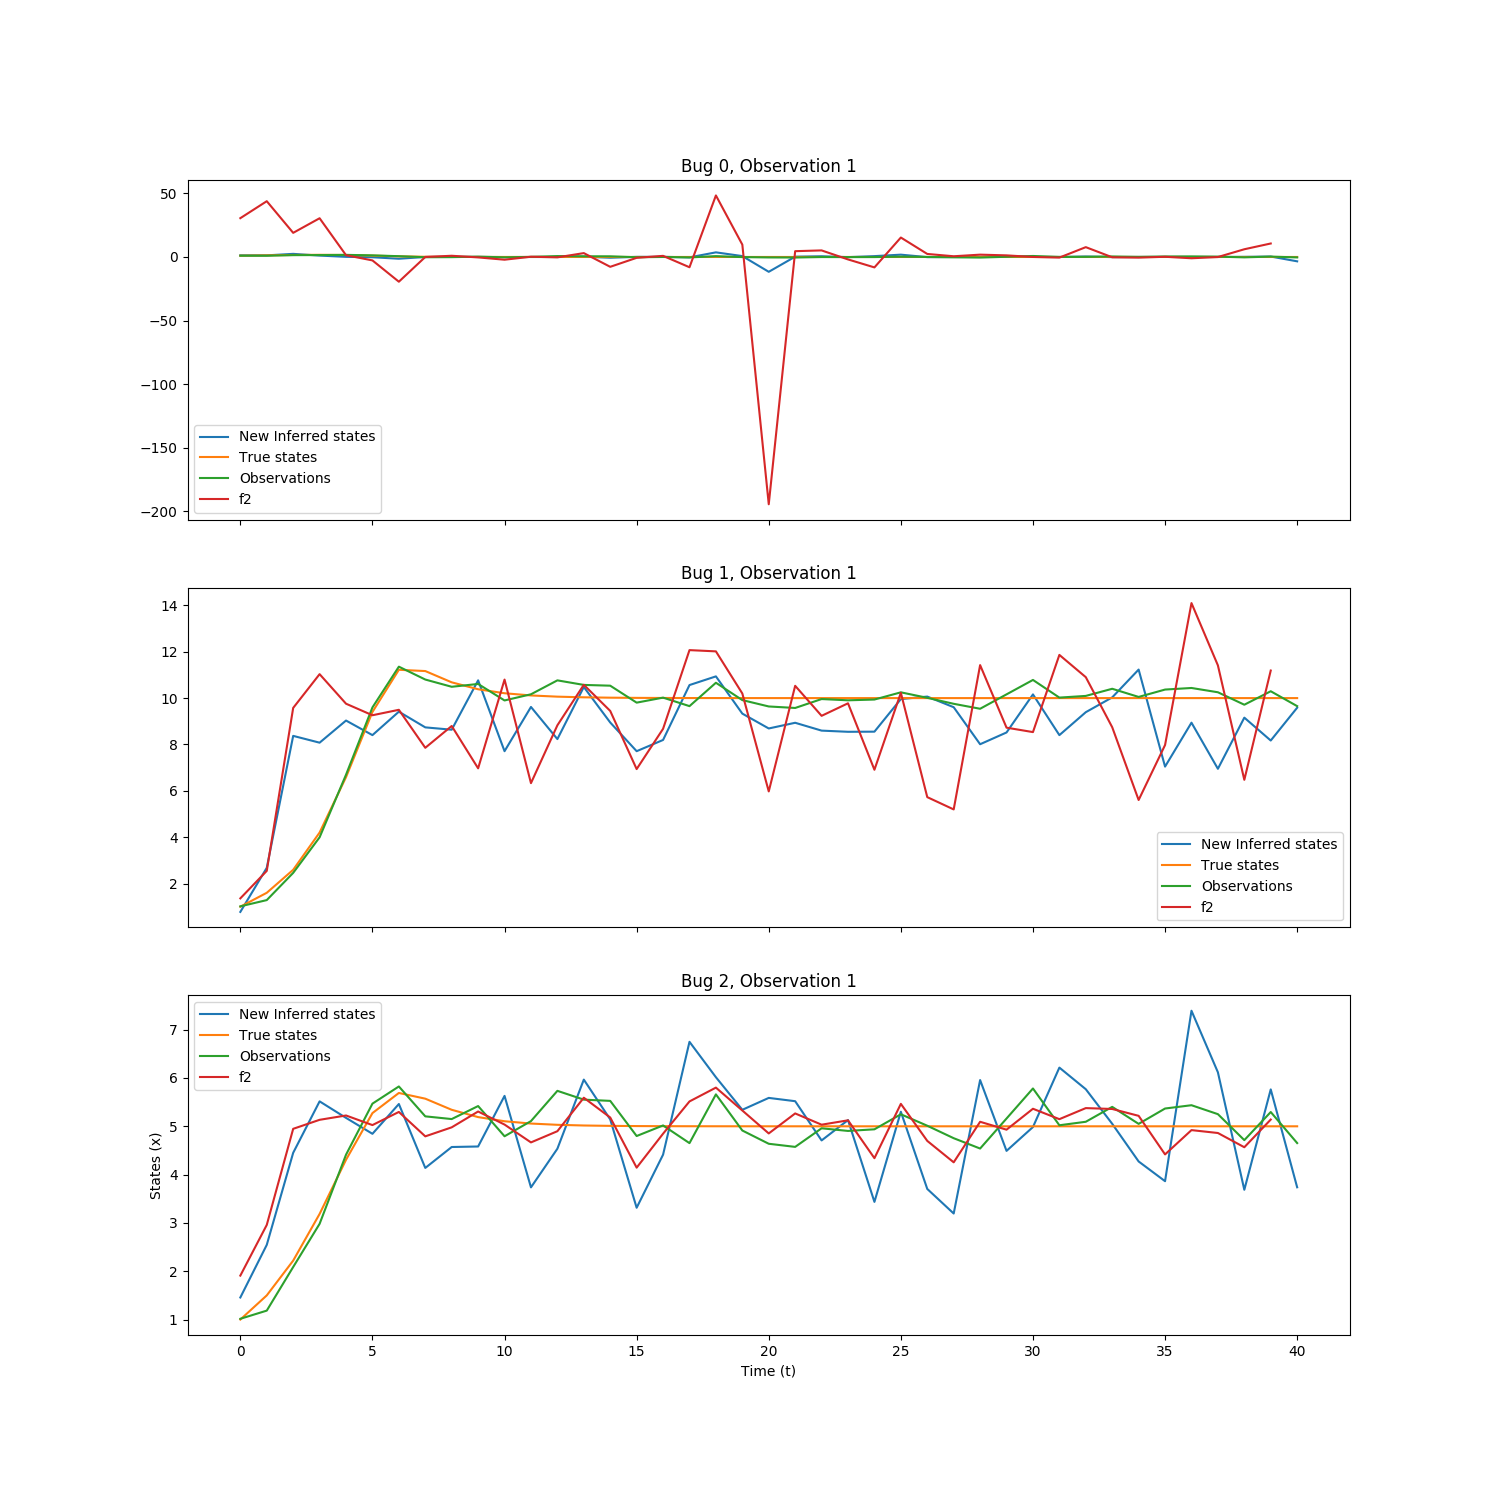 Bug 0, Observation 1
50
0
−50
−100
−150
−200
New Inferred states
True states
Observations
f2
Bug 1, Observation 1
14
12
10
8
6
4
2
New Inferred states
True states
Observations
f2
Bug 2, Observation 1
7
6
5
4
3
2
1
States (x)
New Inferred states
True states
Observations
f2
0 5 10 15 20 25 30 35 40
Time (t)